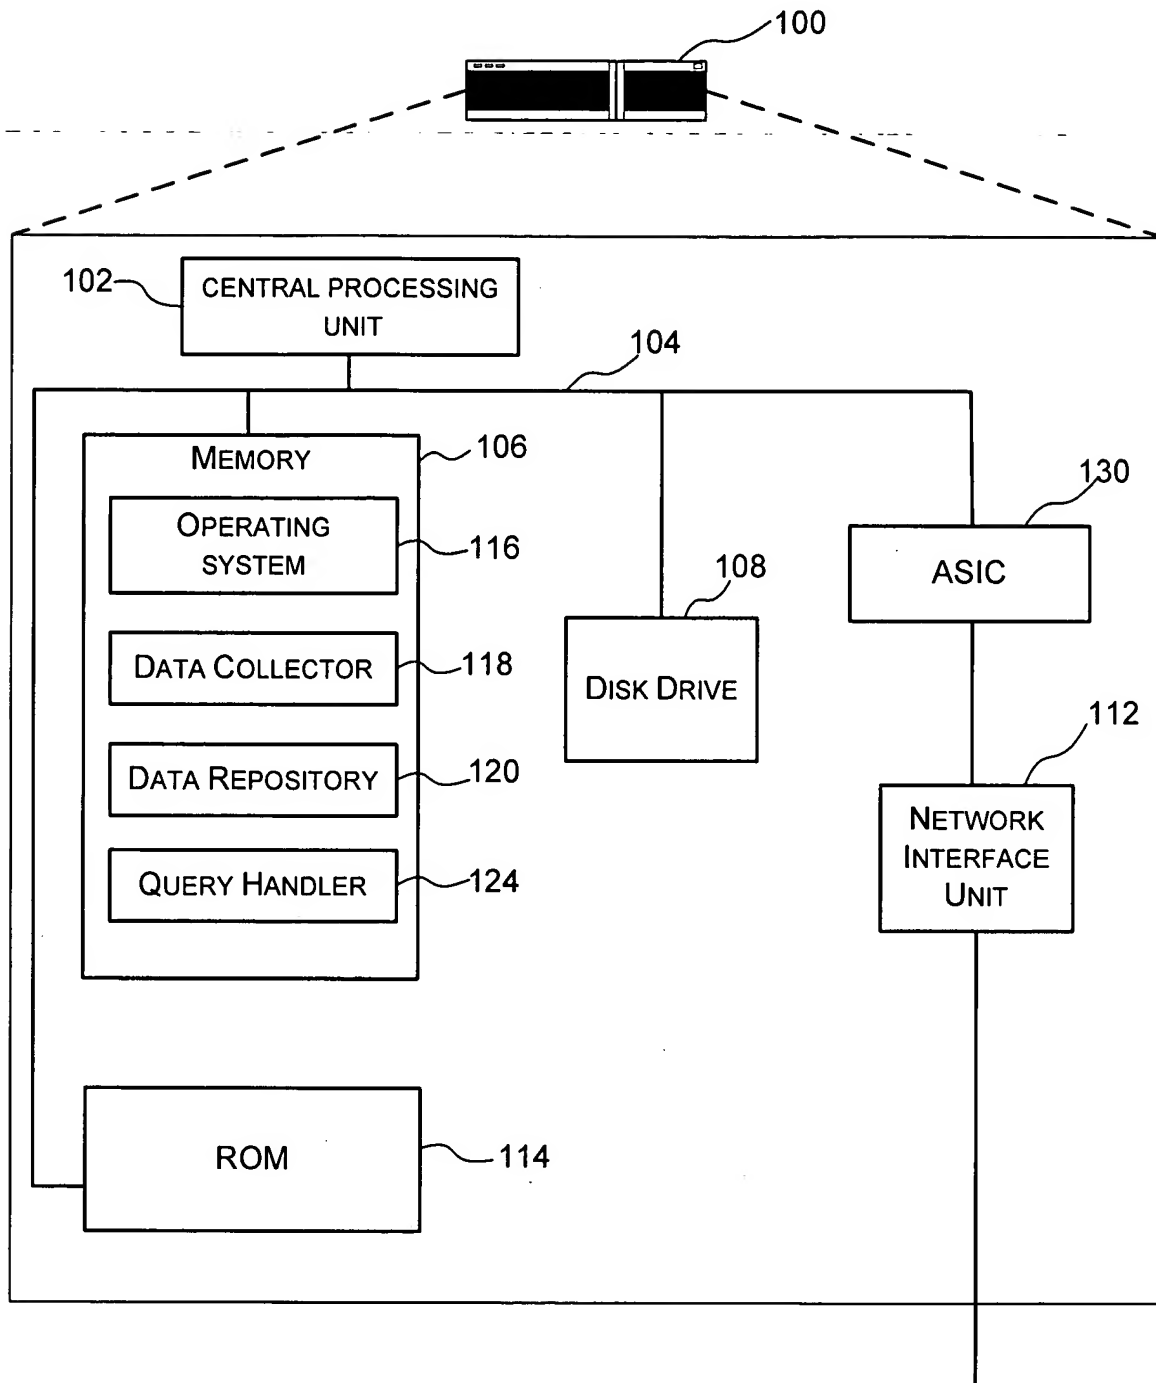 100
102
CENTRAL PROCESSING
UNIT
104
MEMORY
106
OPERATING
SYSTEM
116
DATA COLLECTOR
118
DATA REPOSITORY
120
QUERY HANDLER
124
108
DISK DRIVE
130
ASIC
112
NETWORK
INTERFACE
UNIT
ROM
114